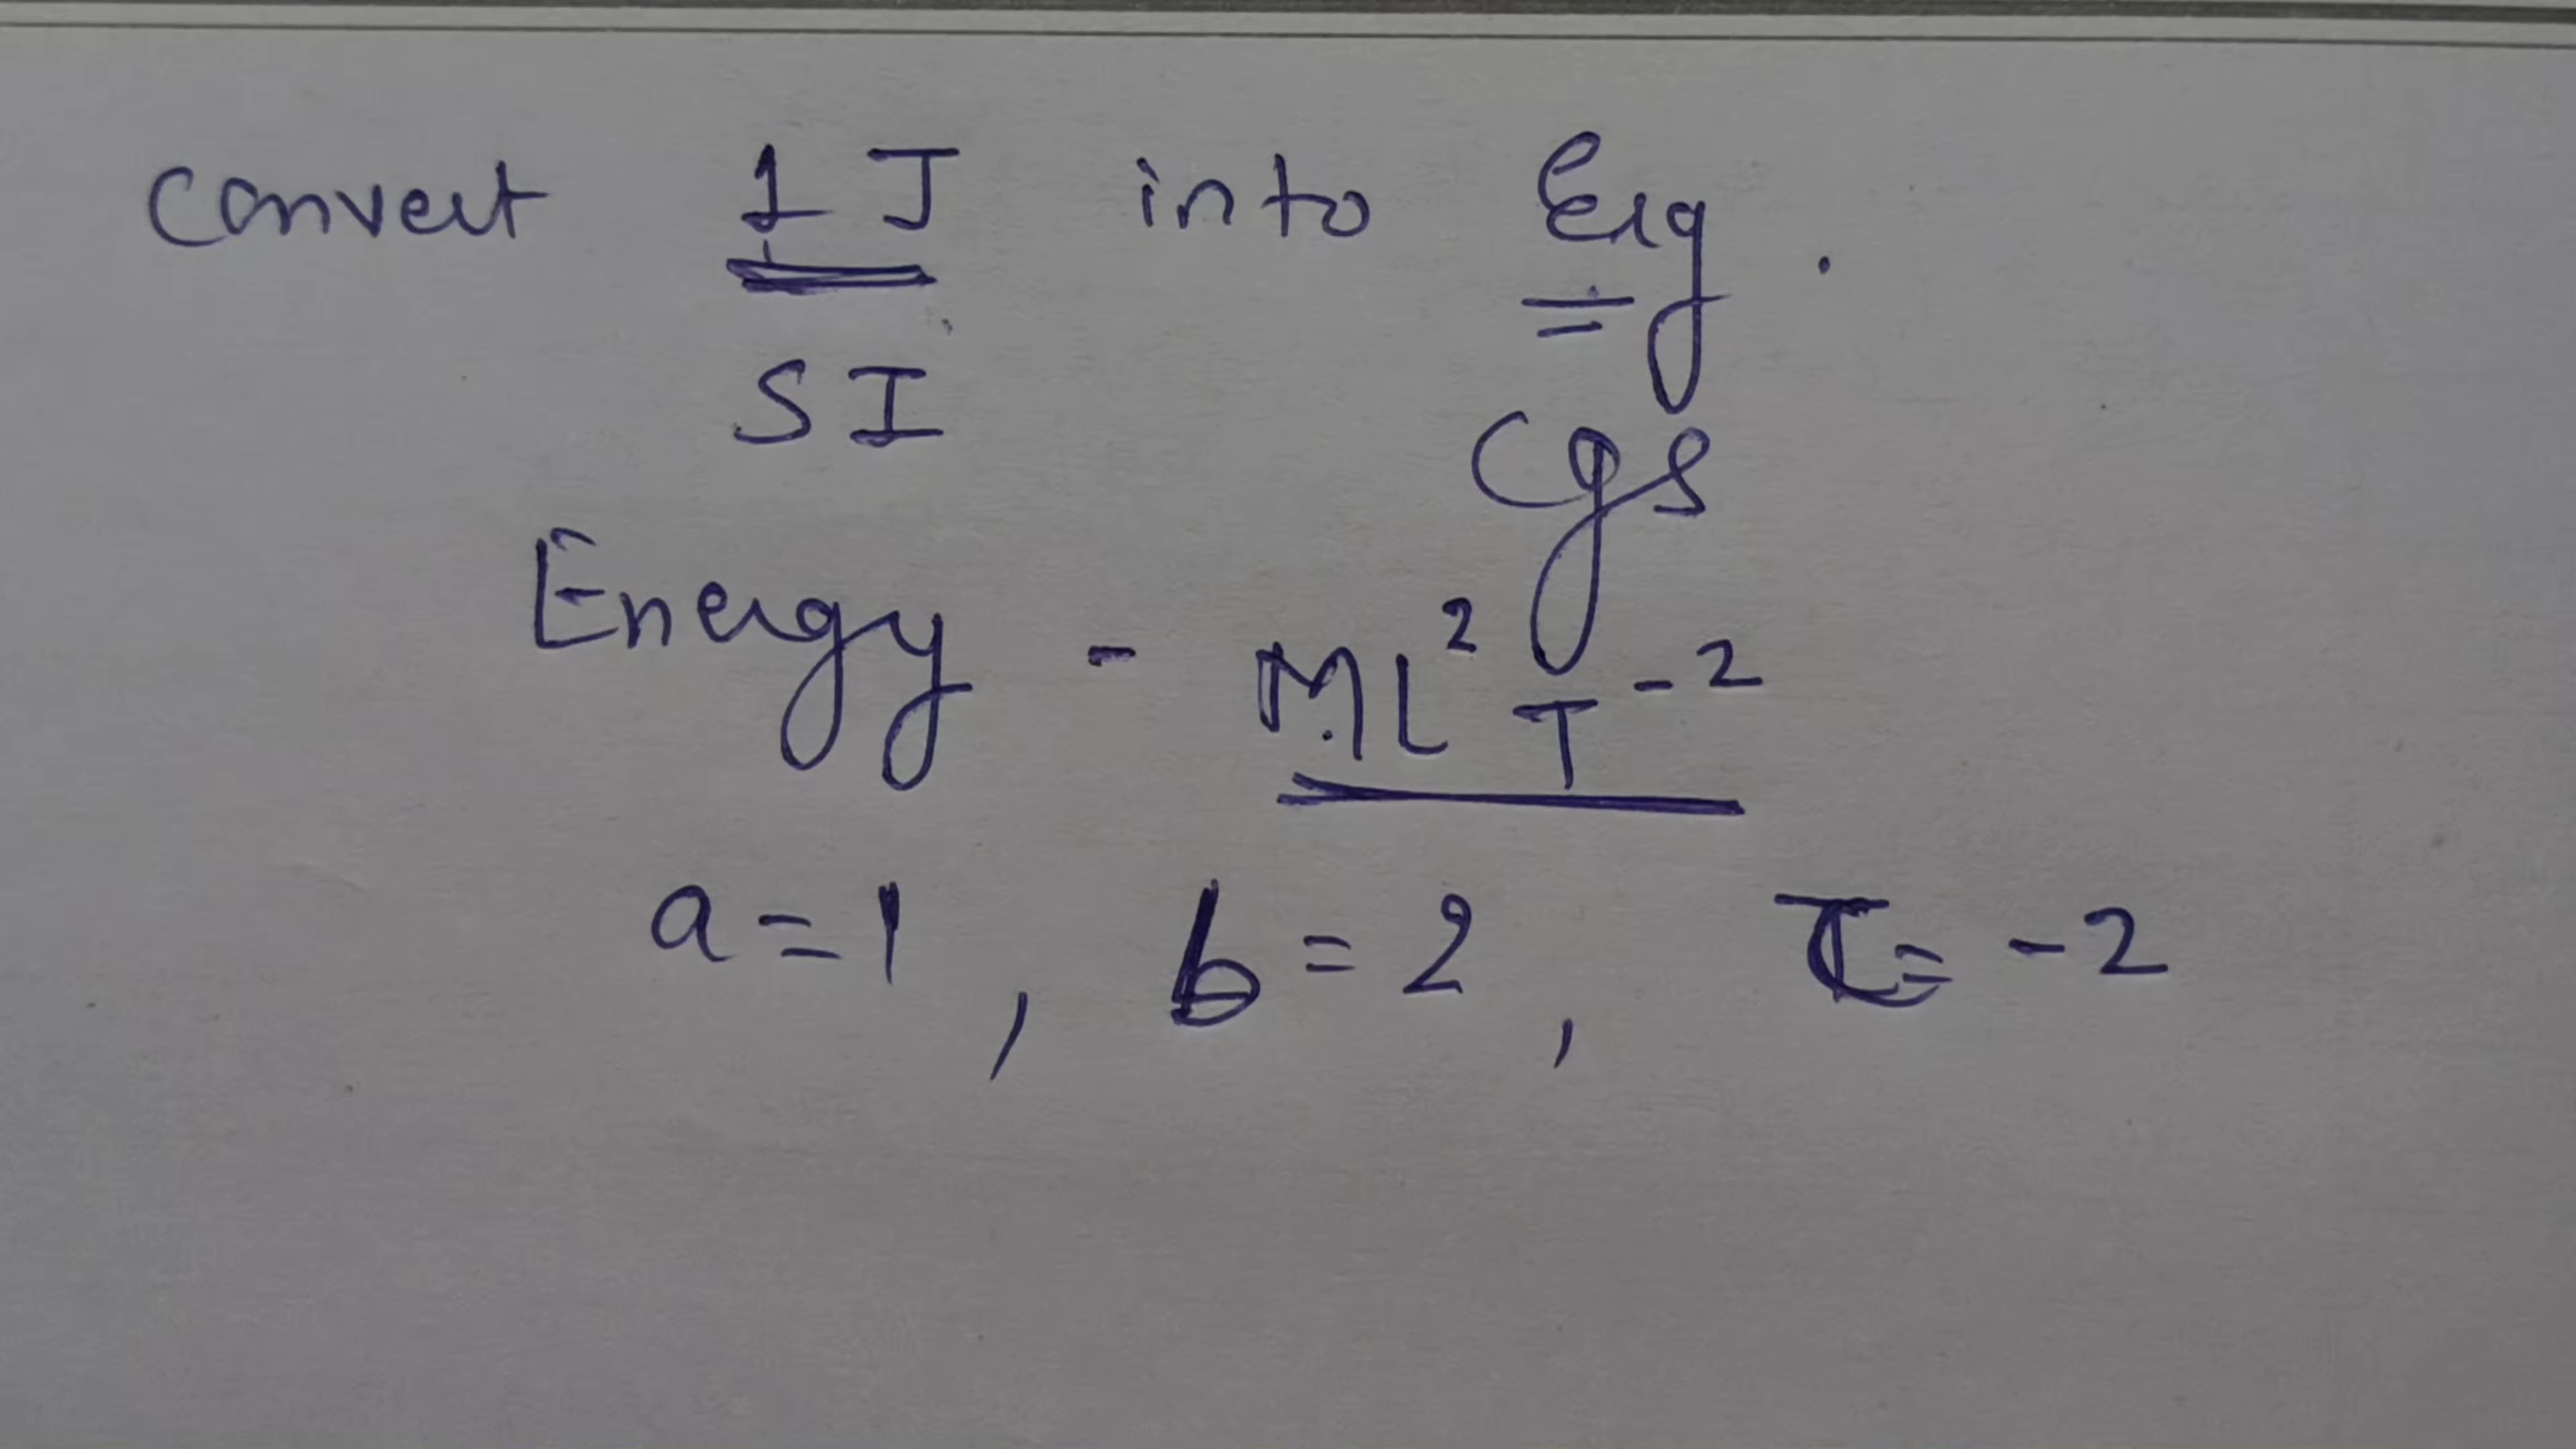 Convert 1 J into Erg.
SI Cgs
Energy - ML² T⁻²
a = 1, b = 2, c = -2